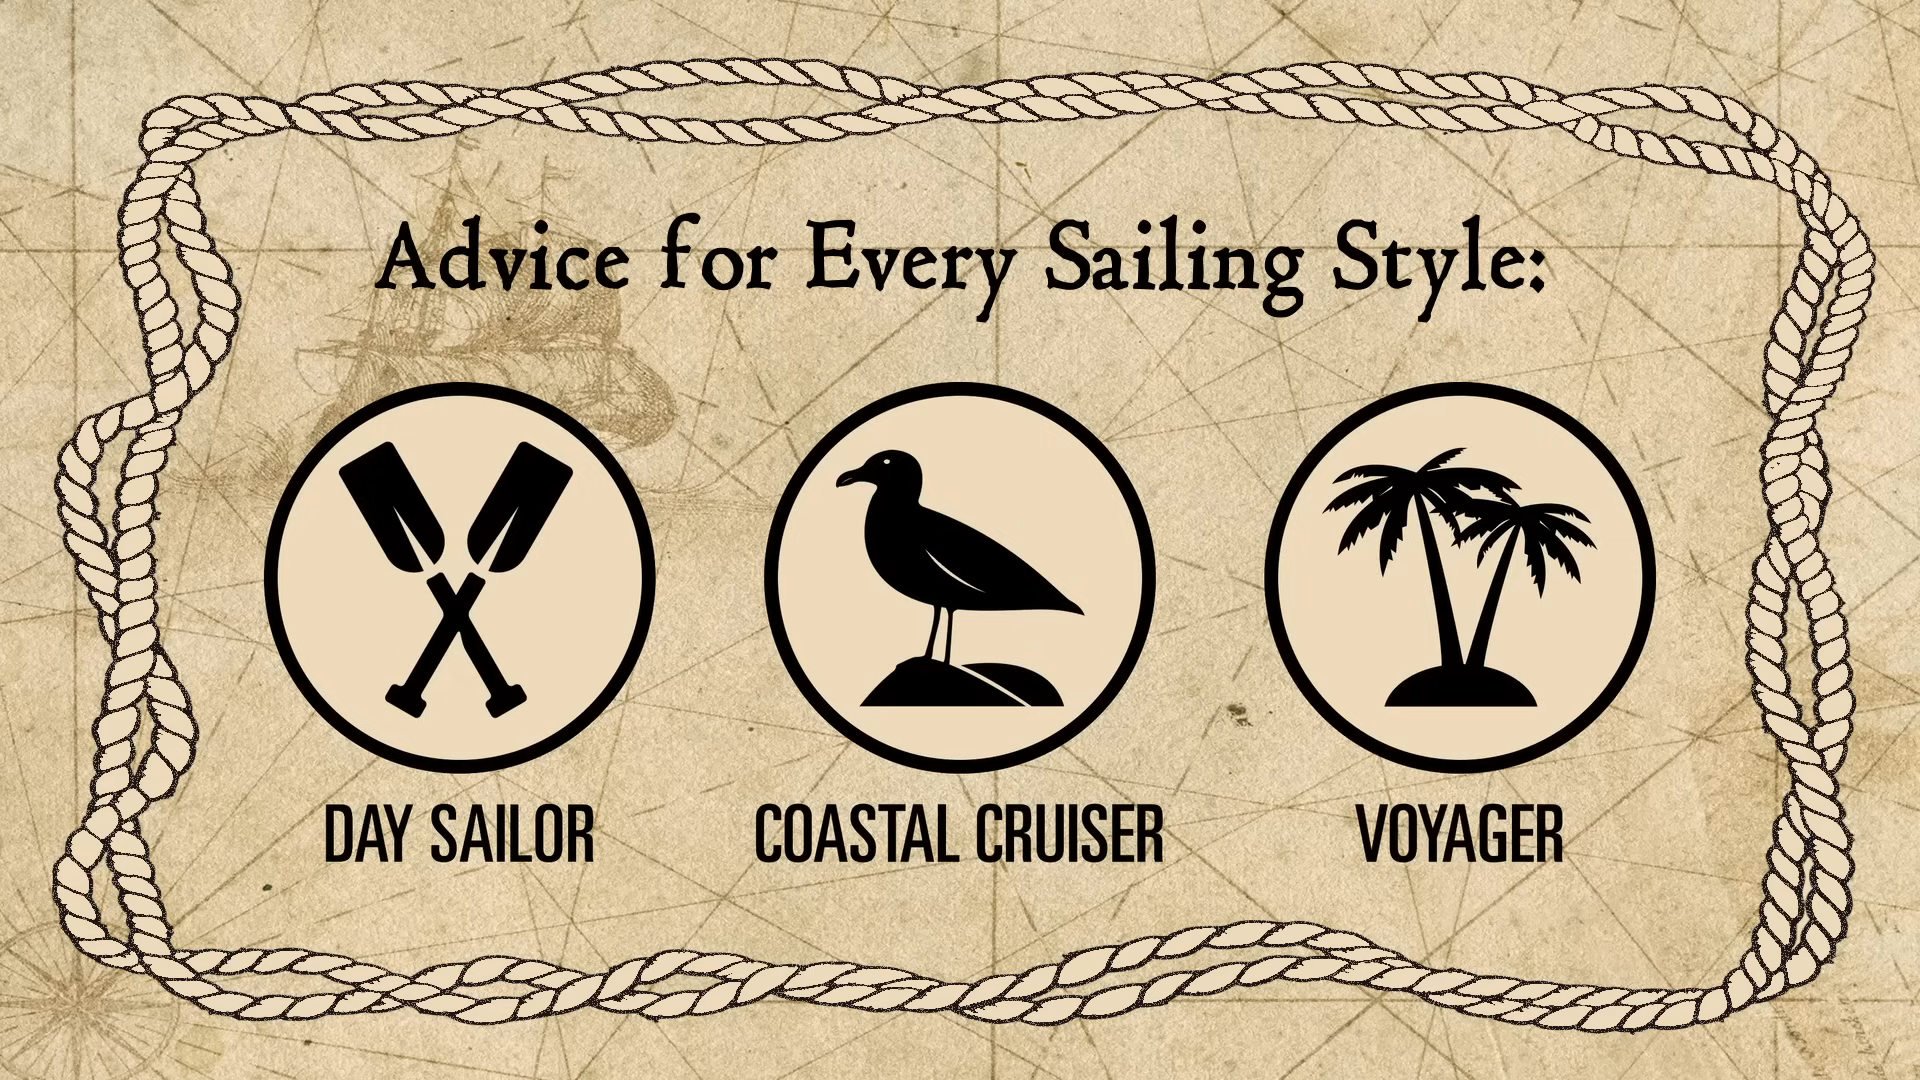 Advice for Every Sailing Style:
DAY SAILOR
COASTAL CRUISER
VOYAGER